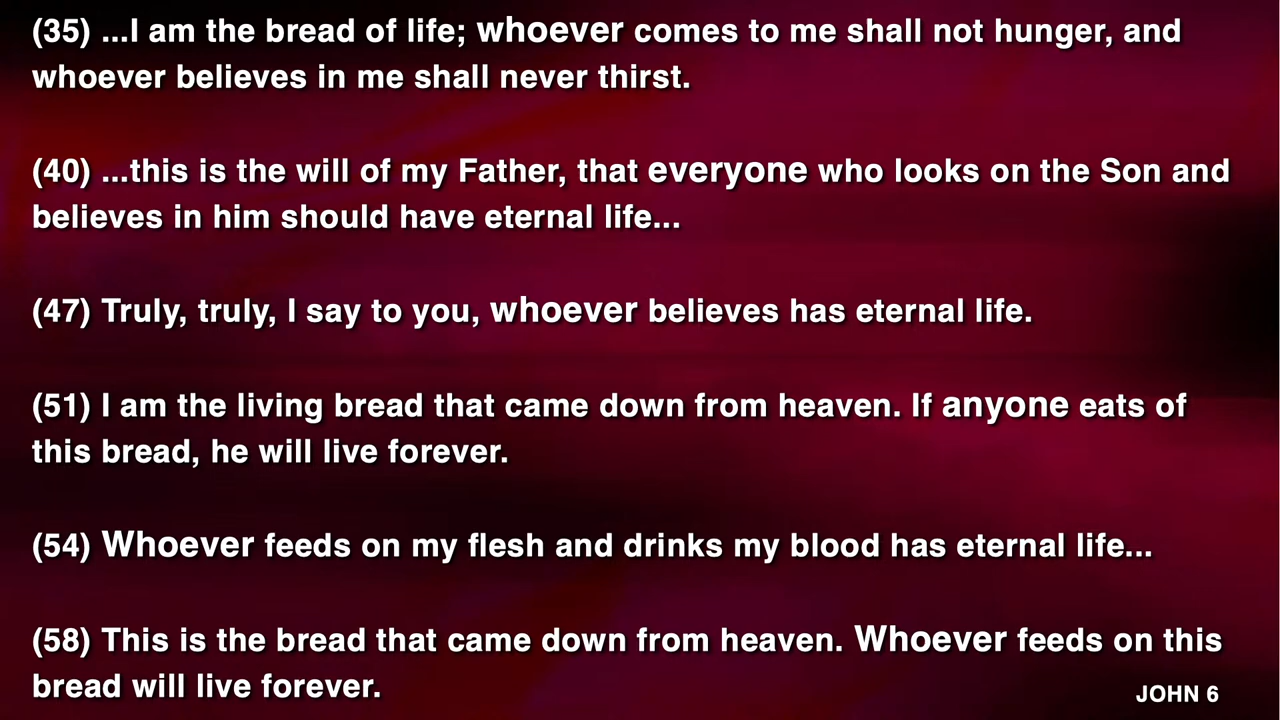 (35) ...I am the bread of life; whoever comes to me shall not hunger, and
whoever believes in me shall never thirst.
(40) ...this is the will of my Father, that everyone who looks on the Son and
believes in him should have eternal life...
(47) Truly, truly, I say to you, whoever believes has eternal life.
(51) I am the living bread that came down from heaven. If anyone eats of
this bread, he will live forever.
(54) Whoever feeds on my flesh and drinks my blood has eternal life...
(58) This is the bread that came down from heaven. Whoever feeds on this
bread will live forever.
JOHN 6